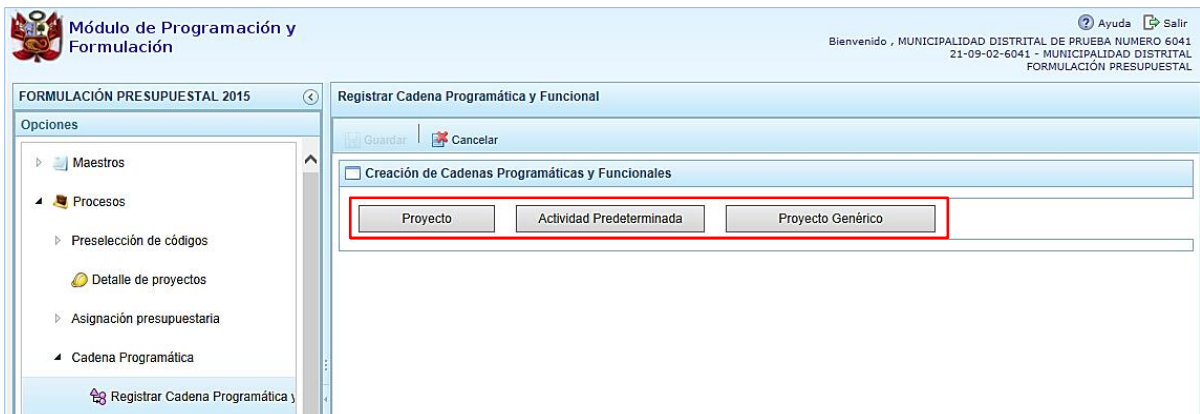 Módulo de Programación y
Formulación
Ayuda Salir
Bienvenido , MUNICIPALIDAD DISTRITAL DE PRUEBA NUMERO 6041
21-09-02-6041 - MUNICIPALIDAD DISTRITAL
FORMULACIÓN PRESUPUESTAL
FORMULACIÓN PRESUPUESTAL 2015
Opciones
Maestros
Procesos
Preselección de códigos
Detalle de proyectos
Asignación presupuestaria
Cadena Programática
Registrar Cadena Programática y
Registrar Cadena Programática y Funcional
Guardar Cancelar
Creación de Cadenas Programáticas y Funcionales
Proyecto Actividad Predeterminada Proyecto Genérico